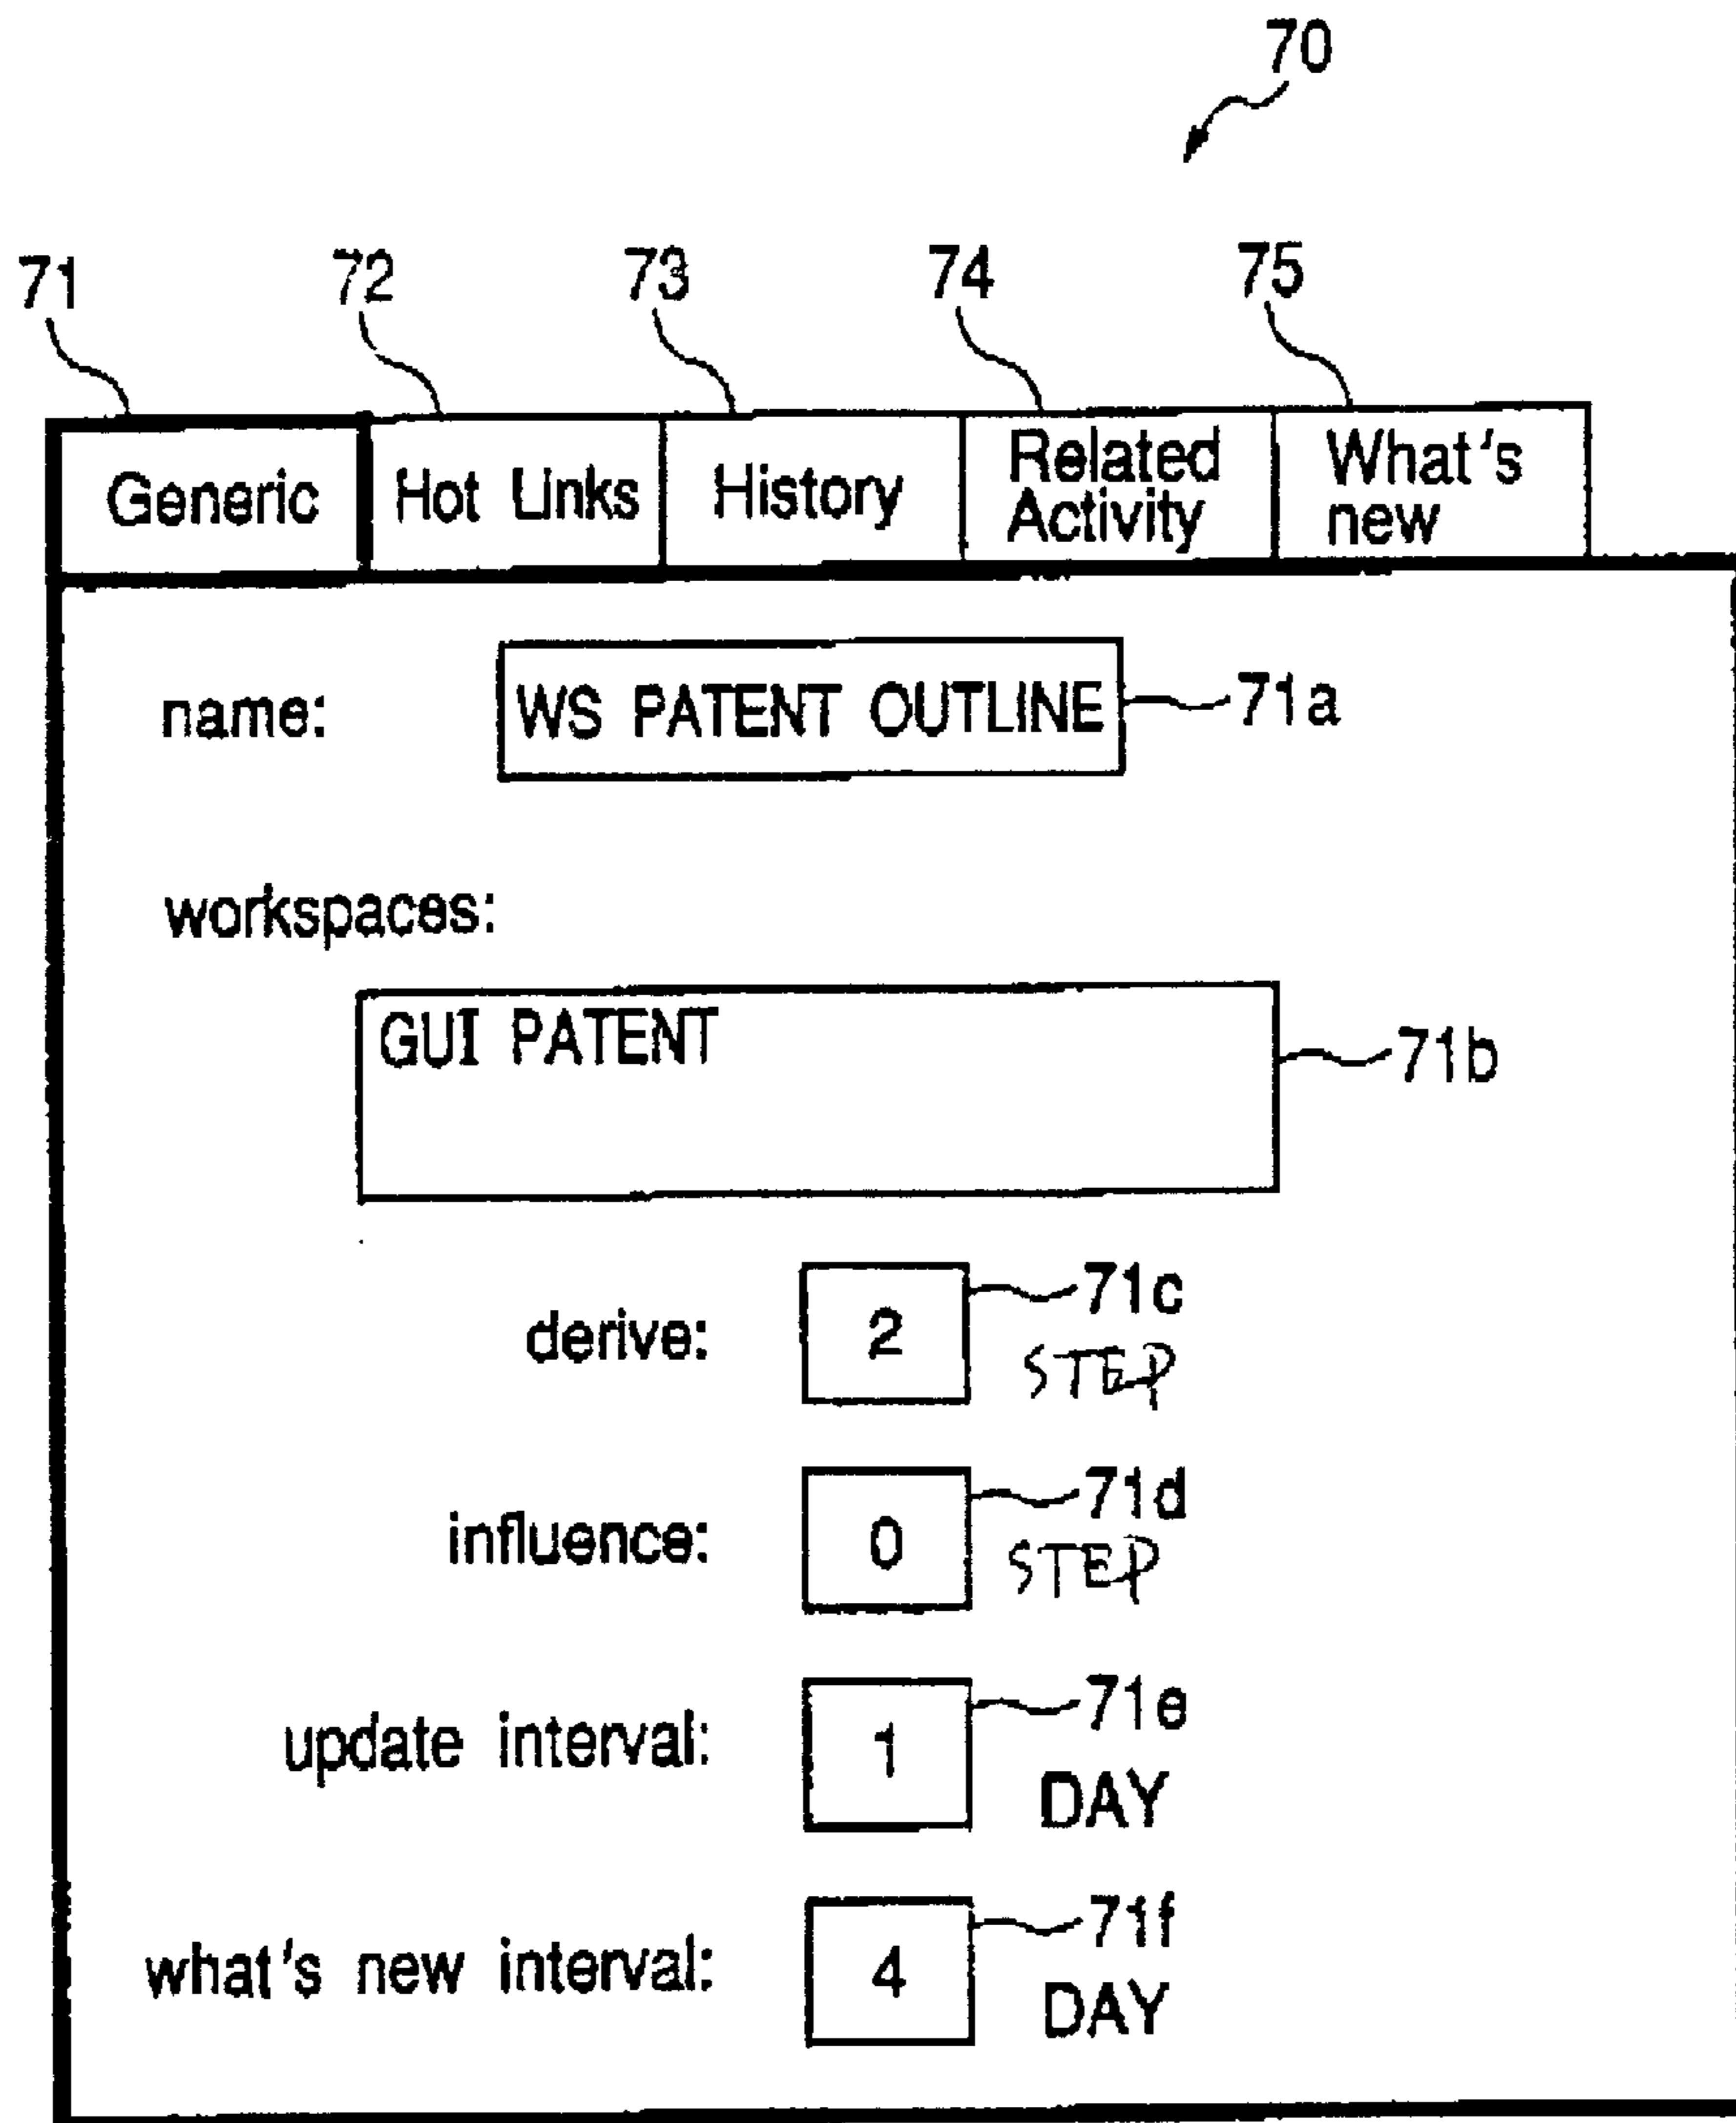 70
71 72 73 74 75
Generic Hot Links History Related Activity What's new
name: WS PATENT OUTLINE 71a
workspaces:
GUI PATENT 71b
derive: 2 71c
STEP
influence: 0 71d
STEP
update interval: 1 71e
DAY
what's new interval: 4 71f
DAY